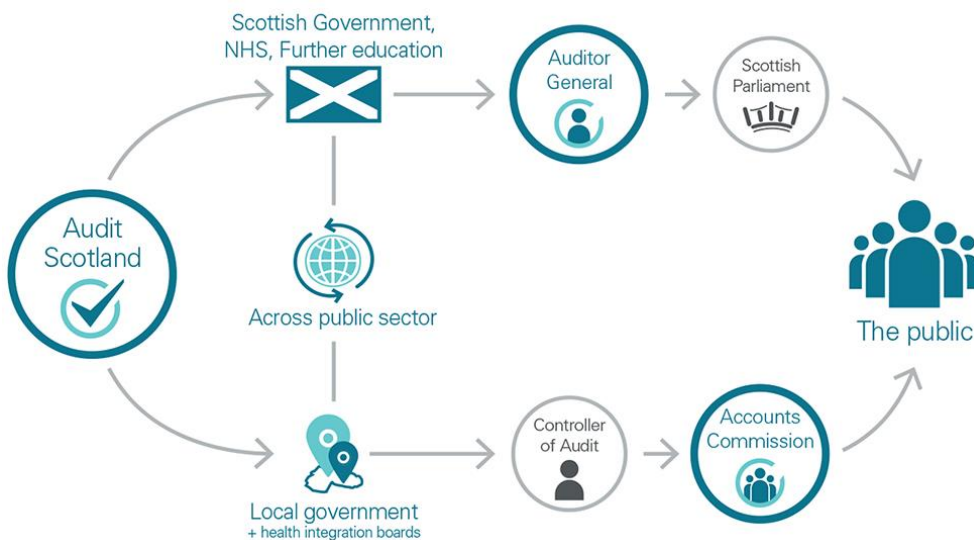 Scottish Government,
NHS, Further education
Auditor
General
Scottish
Parliament
Audit
Scotland
Across public sector
The public
Controller
of Audit
Accounts
Commission
Local government
+ health integration boards